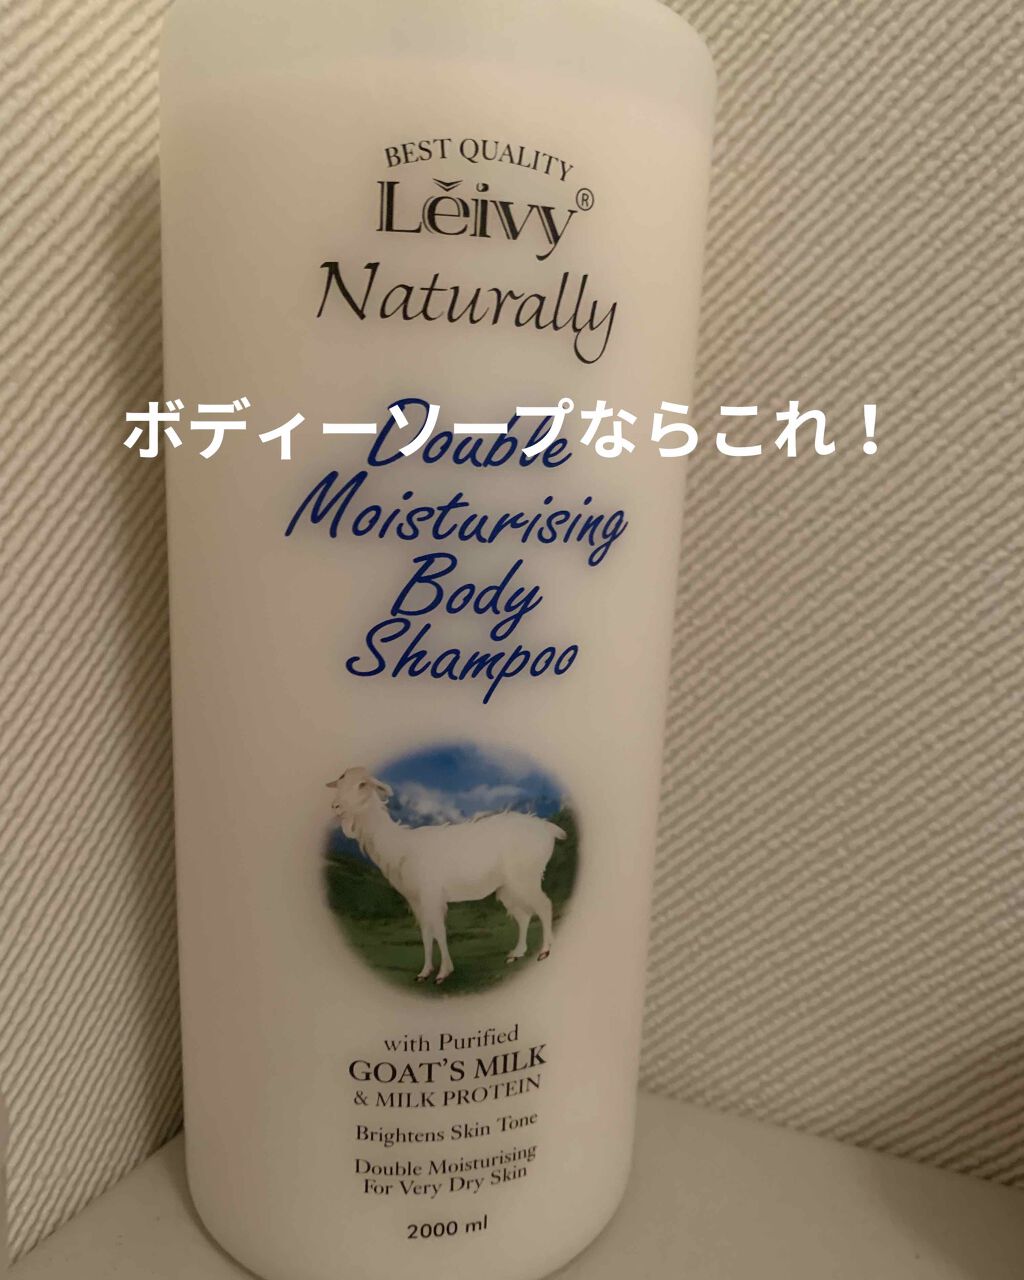 BEST QUALITY
Lěivy®
Naturally
ボディーソープならこれ！
Double
Moisturising
Body
Shampoo
with Purified
GOAT'S MILK
& MILK PROTEIN
Brightens Skin Tone
Double Moisturising
For Very Dry Skin
2000 ml